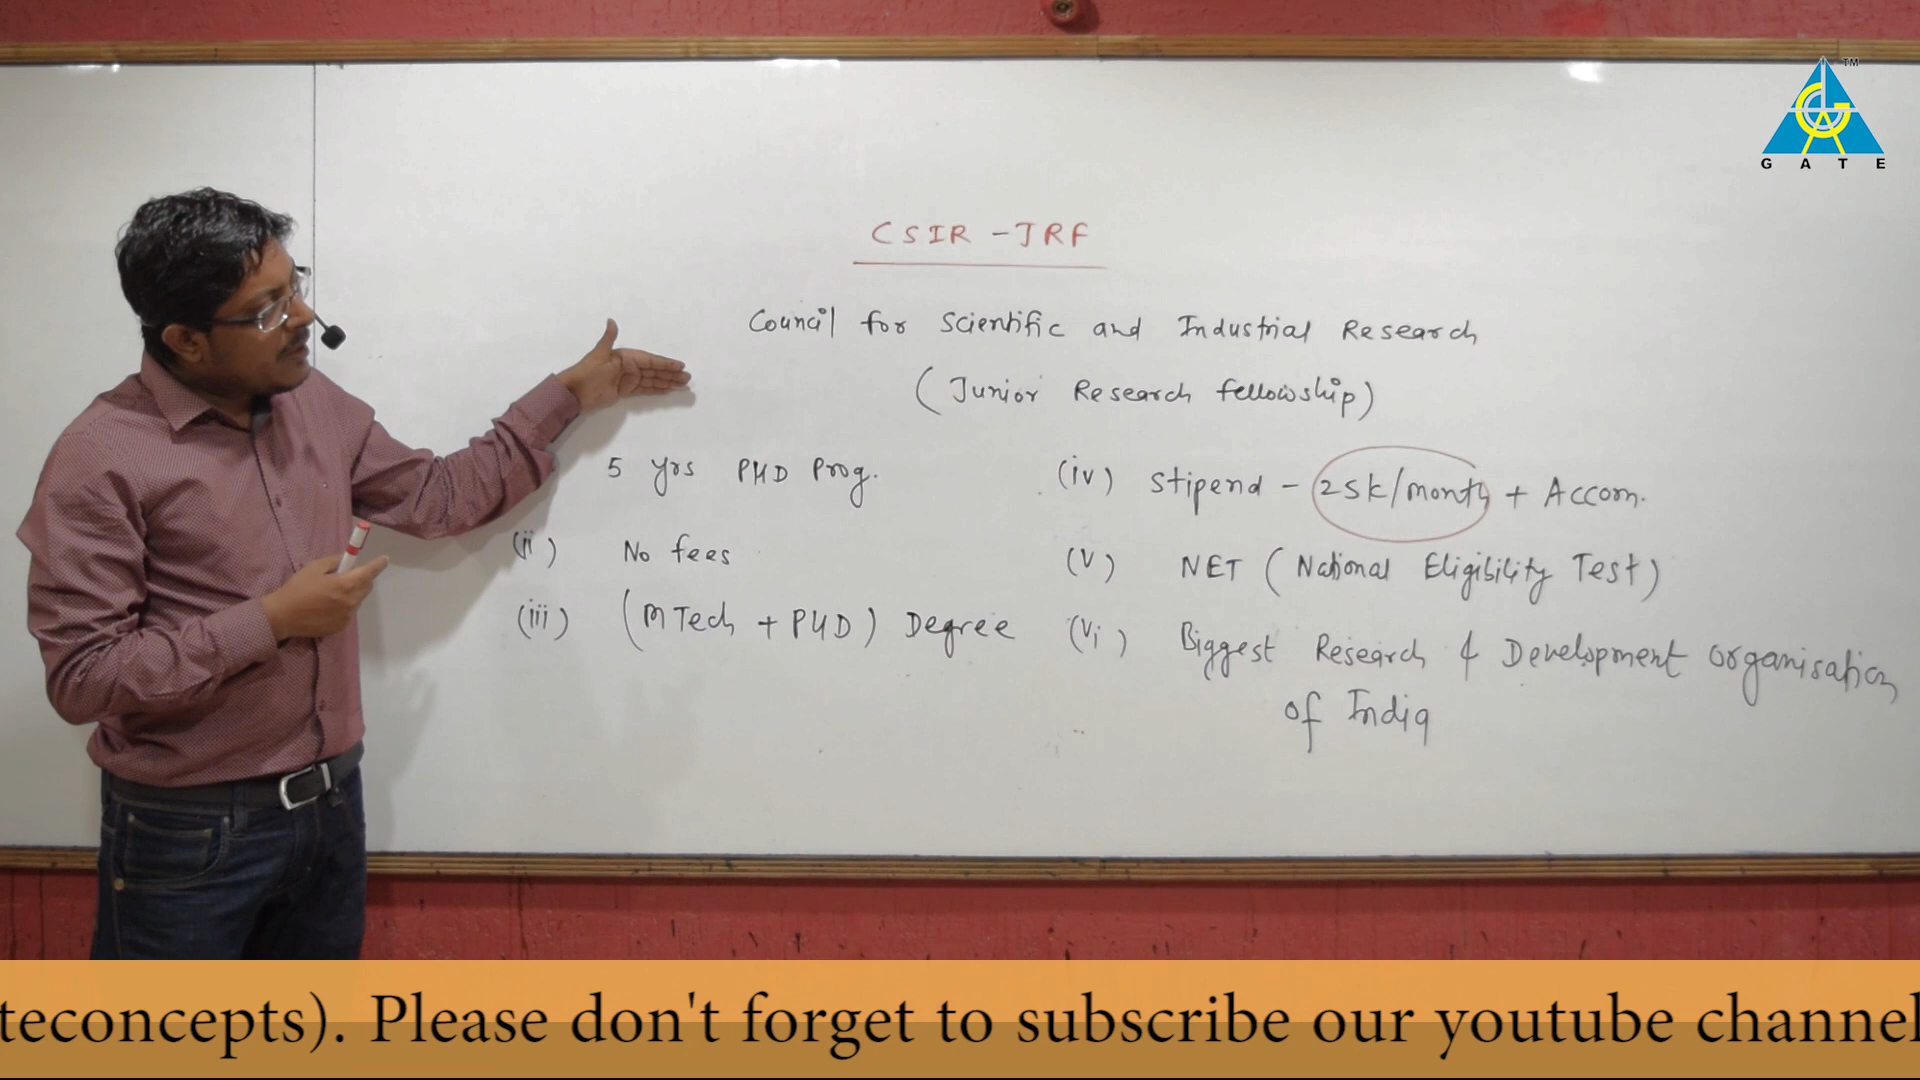 TM
GATE
CSIR - JRF
Council for Scientific and Industrial Research
(Junior Research fellowship)
5 yrs PHD Prog.
(ii) No fees
(iii) (M Tech + PHD) Degree
(iv) Stipend - 25k/month + Accom.
(v) NET (National Eligibility Test)
(vi) Biggest Research & Development organisation
of India
teconcepts). Please don't forget to subscribe our youtube channel